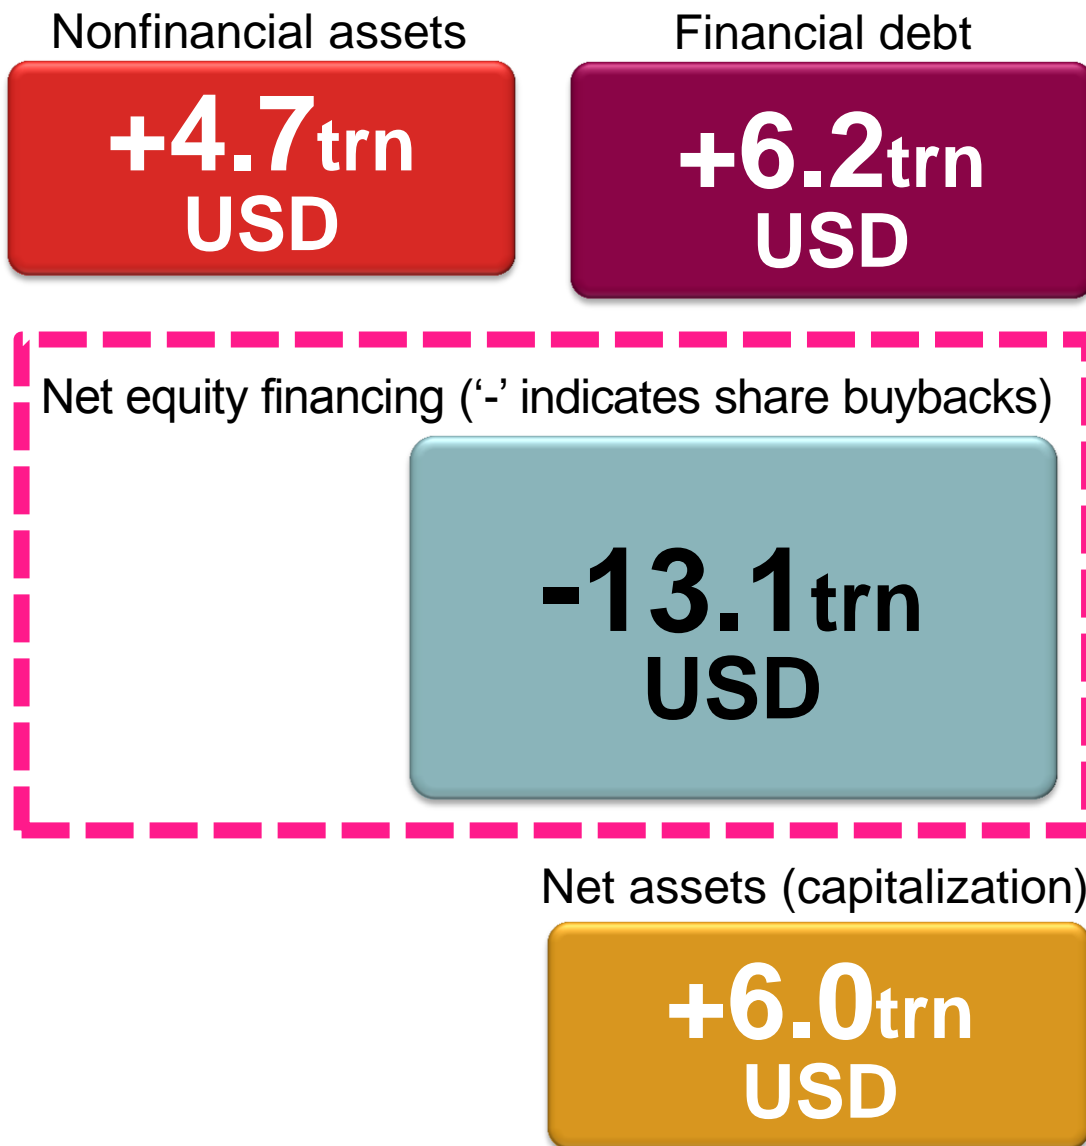 Nonfinancial assets
Financial debt
+4.7trn
USD
+6.2trn
USD
Net equity financing (‘-’ indicates share buybacks)
-13.1trn
USD
Net assets (capitalization)
+6.0trn
USD